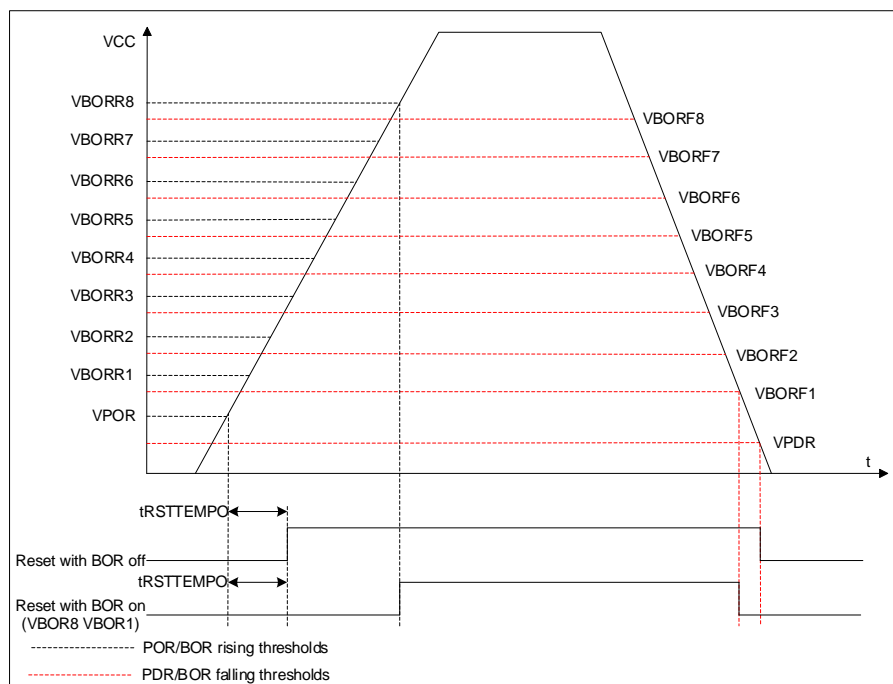 VCC
VBORR8
VBORF8
VBORR7
VBORF7
VBORR6
VBORF6
VBORR5
VBORF5
VBORR4
VBORF4
VBORR3
VBORF3
VBORR2
VBORF2
VBORR1
VBORF1
VPOR
VPDR
t
tRSTTEMPO
Reset with BOR off
tRSTTEMPO
Reset with BOR on
(VBOR8 VBOR1)
POR/BOR rising thresholds
PDR/BOR falling thresholds